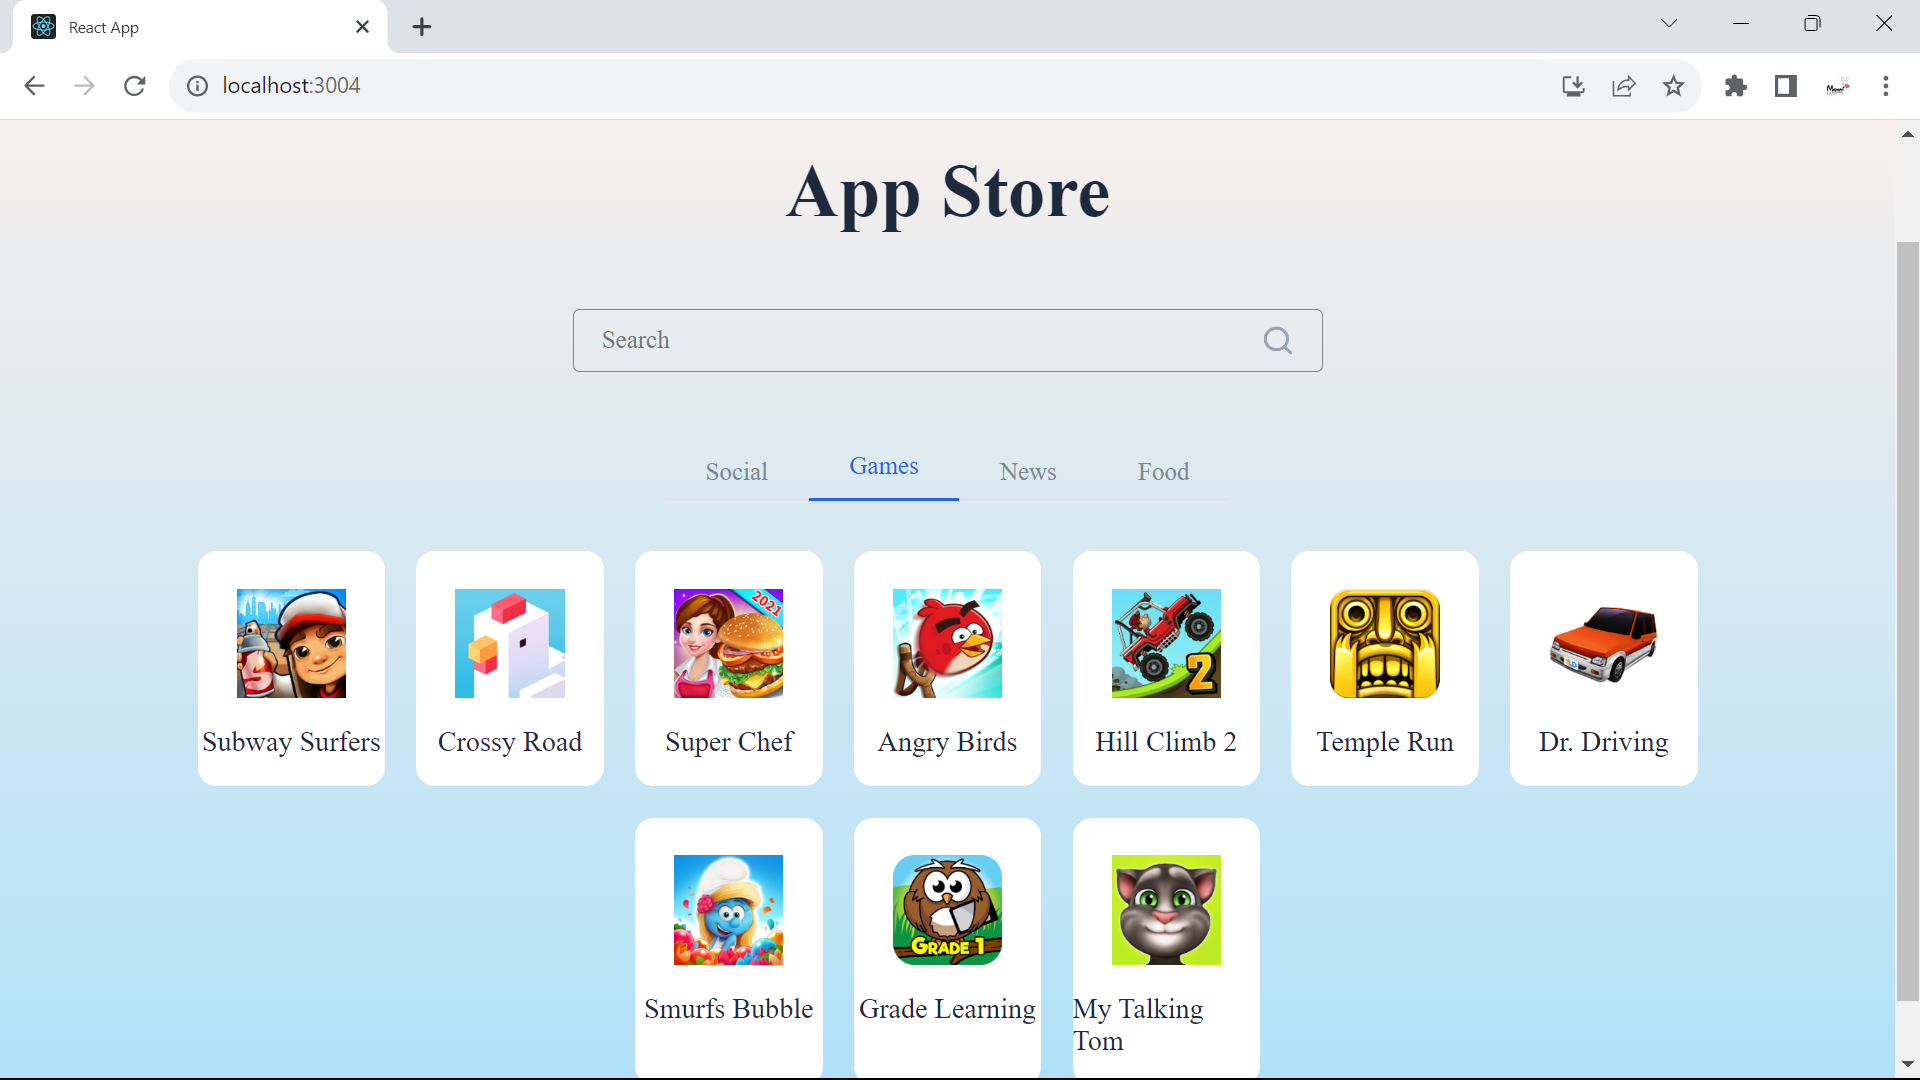 React App
localhost:3004
App Store
Search
Social
Games
News
Food
2021
2
Subway Surfers
Crossy Road
Super Chef
Angry Birds
Hill Climb 2
Temple Run
Dr. Driving
GRADE 1
Smurfs Bubble
Grade Learning
My Talking
Tom